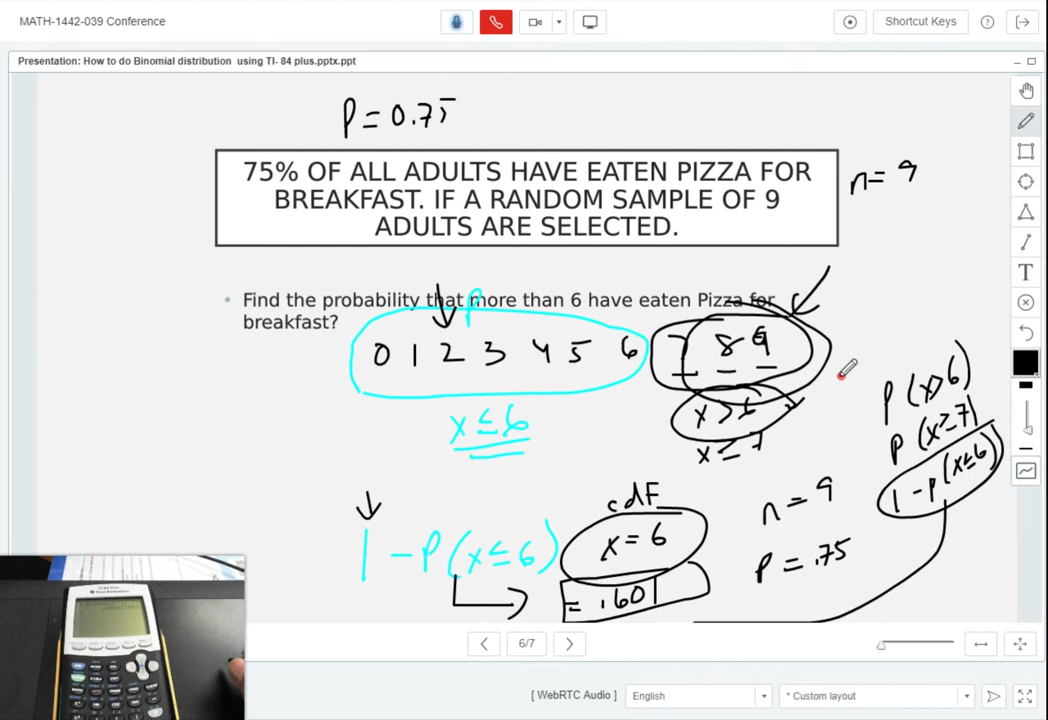 MATH-1442-039 Conference
Shortcut Keys
Presentation: How to do Binomial distribution using TI- 84 plus.pptx.ppt
P = 0.75
75% OF ALL ADULTS HAVE EATEN PIZZA FOR
BREAKFAST. IF A RANDOM SAMPLE OF 9
ADULTS ARE SELECTED.
n = 9
• Find the probability that more than 6 have eaten Pizza for
breakfast?
P
0 1 2 3 4 5 6 7 8 9
x ≤ 6
x > 6
x ≤ 7
P(x>6)
P(x≥7)
1 - P(x≤6)
cdF
1 - P(x ≤ 6)
x = 6
= .601
n = 9
P = .75
T
6/7
[ WebRTC Audio ]
English
* Custom layout